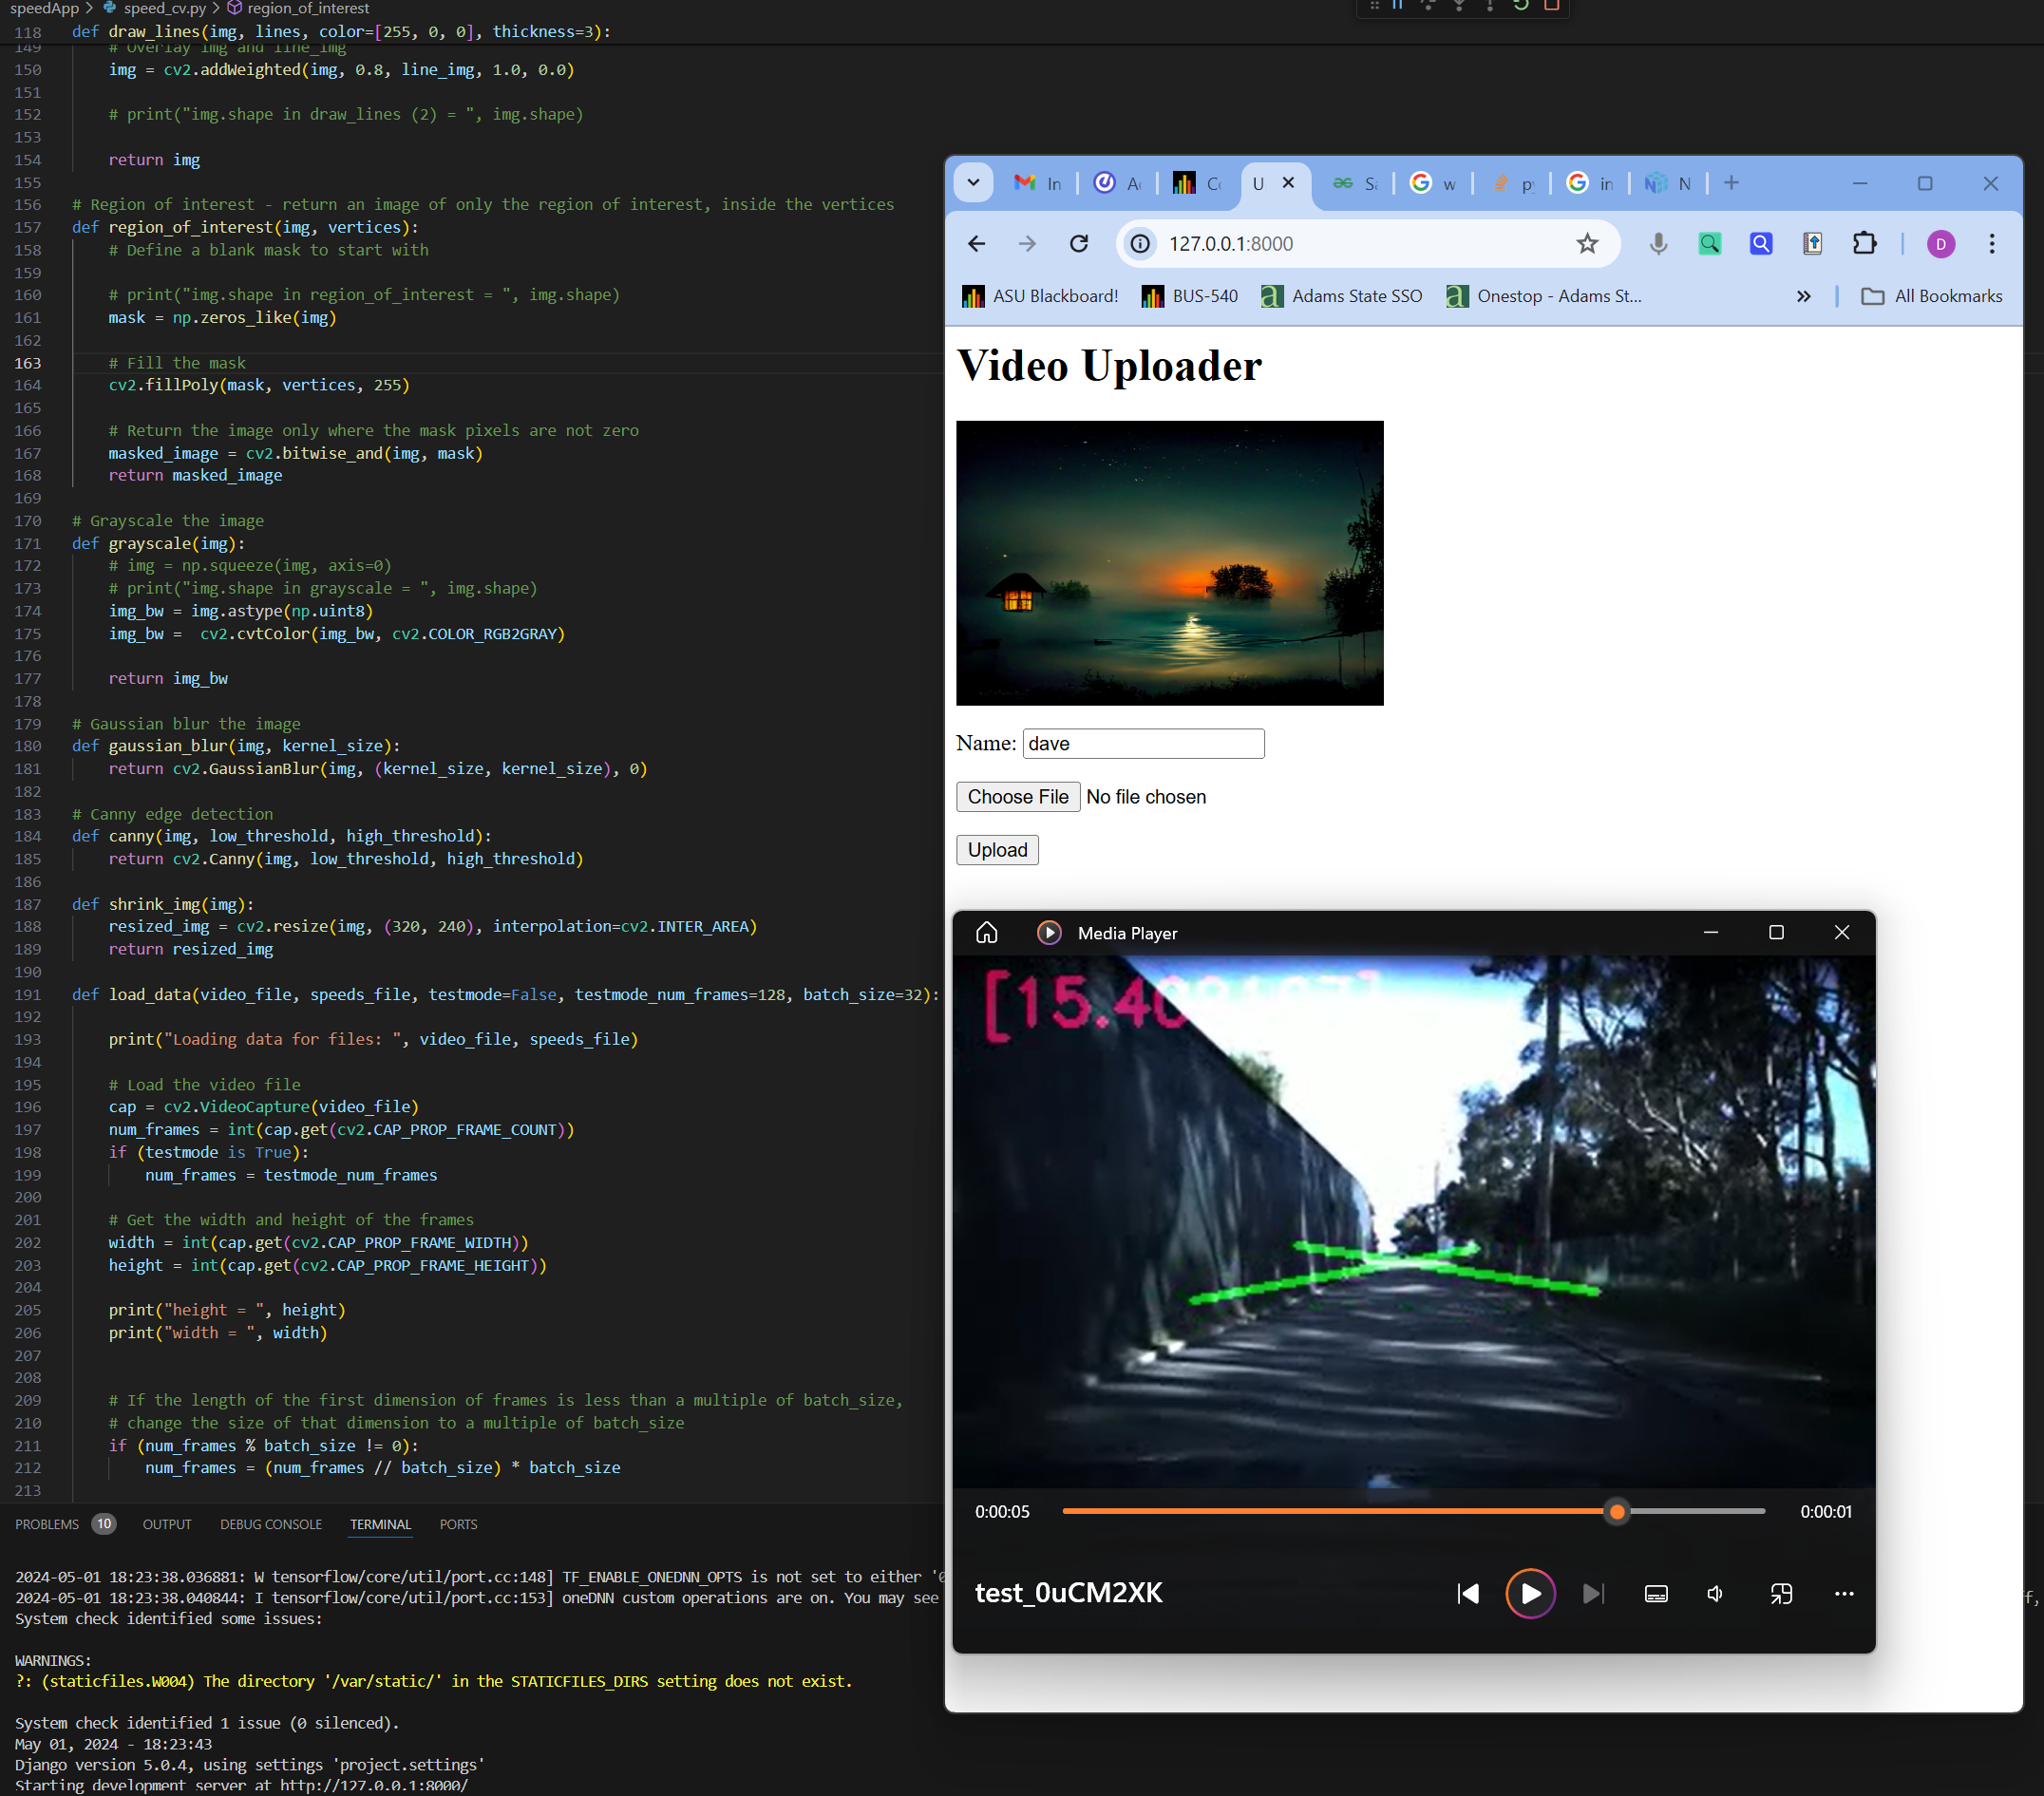 speedApp > speed_cv.py > region_of_interest
118 def draw_lines(img, lines, color=[255, 0, 0], thickness=3):
149 # Overlay img and line_img
150 img = cv2.addWeighted(img, 0.8, line_img, 1.0, 0.0)
151
152 # print("img.shape in draw_lines (2) = ", img.shape)
153
154 return img
155
156 # Region of interest - return an image of only the region of interest, inside the vertices
157 def region_of_interest(img, vertices):
158 # Define a blank mask to start with
159
160 # print("img.shape in region_of_interest = ", img.shape)
161 mask = np.zeros_like(img)
162
163 # Fill the mask
164 cv2.fillPoly(mask, vertices, 255)
165
166 # Return the image only where the mask pixels are not zero
167 masked_image = cv2.bitwise_and(img, mask)
168 return masked_image
169
170 # Grayscale the image
171 def grayscale(img):
172 # img = np.squeeze(img, axis=0)
173 # print("img.shape in grayscale = ", img.shape)
174 img_bw = img.astype(np.uint8)
175 img_bw =  cv2.cvtColor(img_bw, cv2.COLOR_RGB2GRAY)
176
177 return img_bw
178
179 # Gaussian blur the image
180 def gaussian_blur(img, kernel_size):
181 return cv2.GaussianBlur(img, (kernel_size, kernel_size), 0)
182
183 # Canny edge detection
184 def canny(img, low_threshold, high_threshold):
185 return cv2.Canny(img, low_threshold, high_threshold)
186
187 def shrink_img(img):
188 resized_img = cv2.resize(img, (320, 240), interpolation=cv2.INTER_AREA)
189 return resized_img
190
191 def load_data(video_file, speeds_file, testmode=False, testmode_num_frames=128, batch_size=32):
192
193 print("Loading data for files: ", video_file, speeds_file)
194
195 # Load the video file
196 cap = cv2.VideoCapture(video_file)
197 num_frames = int(cap.get(cv2.CAP_PROP_FRAME_COUNT))
198 if (testmode is True):
199 num_frames = testmode_num_frames
200
201 # Get the width and height of the frames
202 width = int(cap.get(cv2.CAP_PROP_FRAME_WIDTH))
203 height = int(cap.get(cv2.CAP_PROP_FRAME_HEIGHT))
204
205 print("height = ", height)
206 print("width = ", width)
207
208
209 # If the length of the first dimension of frames is less than a multiple of batch_size,
210 # change the size of that dimension to a multiple of batch_size
211 if (num_frames % batch_size != 0):
212 num_frames = (num_frames // batch_size) * batch_size
213
PROBLEMS 10 OUTPUT DEBUG CONSOLE TERMINAL PORTS
2024-05-01 18:23:38.036881: W tensorflow/core/util/port.cc:148] TF_ENABLE_ONEDNN_OPTS is not set to either '0
2024-05-01 18:23:38.040844: I tensorflow/core/util/port.cc:153] oneDNN custom operations are on. You may see
System check identified some issues:
WARNINGS:
?: (staticfiles.W004) The directory '/var/static/' in the STATICFILES_DIRS setting does not exist.
System check identified 1 issue (0 silenced).
May 01, 2024 - 18:23:43
Django version 5.0.4, using settings 'project.settings'
Starting development server at http://127.0.0.1:8000/
In A C U S w p in N
127.0.0.1:8000
D
ASU Blackboard! BUS-540 Adams State SSO Onestop - Adams St... » All Bookmarks
Video Uploader
Name: dave
Choose File No file chosen
Upload
Media Player
[15.4
0:00:05 0:00:01
test_0uCM2XK